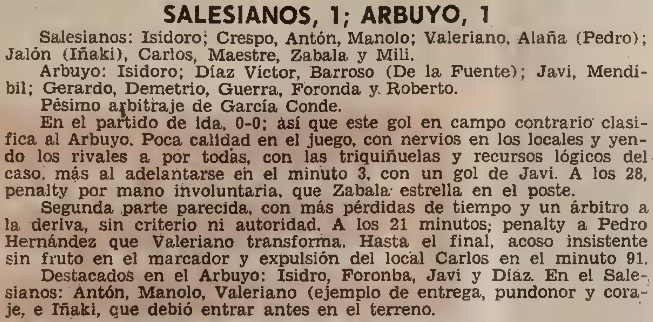 SALESIANOS, 1; ARBUYO, 1
Salesianos: Isidoro; Crespo, Antón, Manolo; Valeriano, Alaña (Pedro);
Jalón (Iñaki), Carlos, Maestre, Zabala y Mili.
Arbuyo: Isidoro; Díaz Víctor, Barroso (De la Fuente); Javi, Mendi-
bil; Gerardo, Demetrio, Guerra, Foronda y Roberto.
Pésimo arbitraje de García Conde.
En el partido de ida, 0-0; así que este gol en campo contrario clasi-
fica al Arbuyo. Poca calidad en el juego, con nervios en los locales y yen-
do los rivales a por todas, con las triquiñuelas y recursos lógicos del
caso, más al adelantarse en el minuto 3, con un gol de Javi. A los 28,
penalty por mano involuntaria, que Zabala estrella en el poste.
Segunda parte parecida, con más pérdidas de tiempo y un árbitro a
la deriva, sin criterio ni autoridad. A los 21 minutos; penalty a Pedro
Hernández que Valeriano transforma. Hasta el final, acoso insistente
sin fruto en el marcador y expulsión del local Carlos en el minuto 91.
Destacados en el Arbuyo: Isidro, Foronba, Javi y Díaz. En el Sale-
sianos: Antón, Manolo, Valeriano (ejemplo de entrega, pundonor y cora-
je, e Iñaki, que debió entrar antes en el terreno.